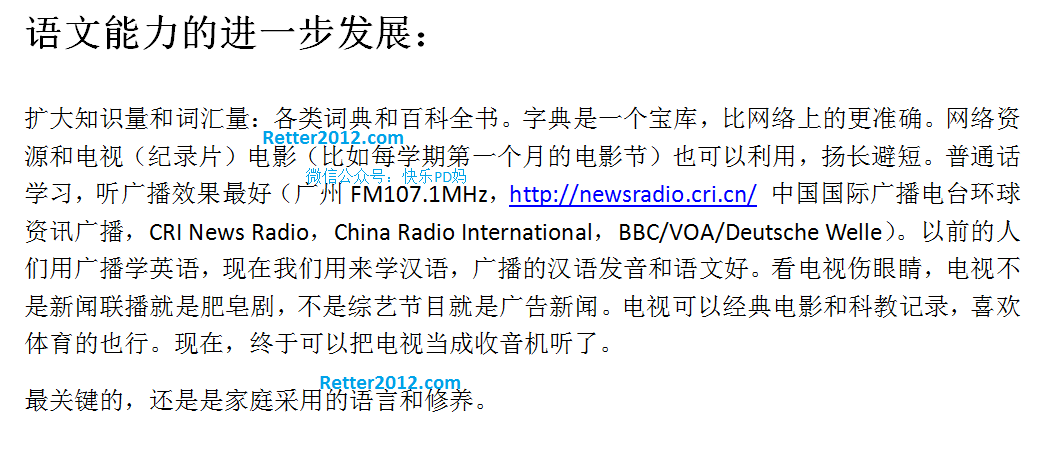 语文能力的进一步发展：
扩大知识量和词汇量：各类词典和百科全书。字典是一个宝库，比网络上的更准确。网络资
Retter2012.com
源和电视（纪录片）电影（比如每学期第一个月的电影节）也可以利用，扬长避短。普通话
微信公众号：快乐PD妈
学习，听广播效果最好（广州 FM107.1MHz，http://newsradio.cri.cn/ 中国国际广播电台环球
资讯广播，CRI News Radio，China Radio International，BBC/VOA/Deutsche Welle）。以前的人
们用广播学英语，现在我们用来学汉语，广播的汉语发音和语文好。看电视伤眼睛，电视不
是新闻联播就是肥皂剧，不是综艺节目就是广告新闻。电视可以经典电影和科教记录，喜欢
体育的也行。现在，终于可以把电视当成收音机听了。
Retter2012.com
最关键的，还是是家庭采用的语言和修养。